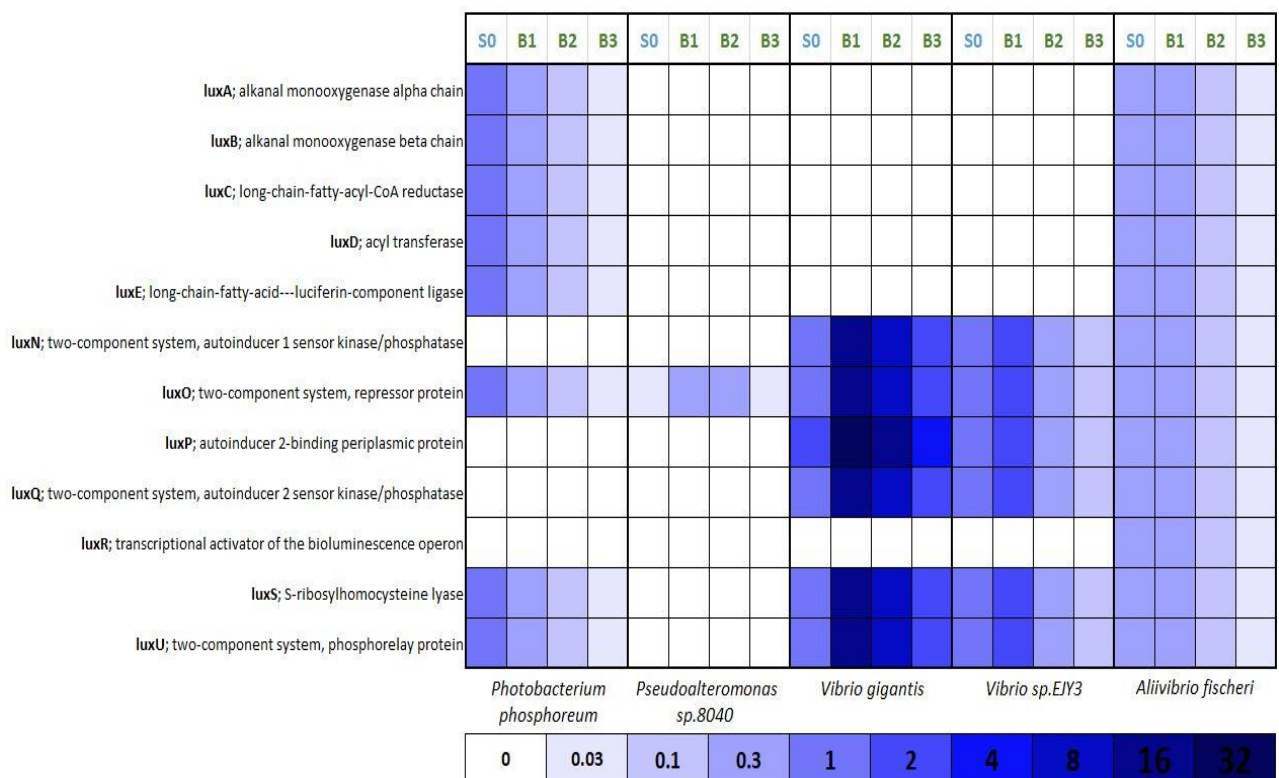 S0 B1 B2 B3 S0 B1 B2 B3 S0 B1 B2 B3 S0 B1 B2 B3 S0 B1 B2 B3
luxA; alkanal monooxygenase alpha chain
luxB; alkanal monooxygenase beta chain
luxC; long-chain-fatty-acyl-CoA reductase
luxD; acyl transferase
luxE; long-chain-fatty-acid---luciferin-component ligase
luxN; two-component system, autoinducer 1 sensor kinase/phosphatase
luxO; two-component system, repressor protein
luxP; autoinducer 2-binding periplasmic protein
luxQ; two-component system, autoinducer 2 sensor kinase/phosphatase
luxR; transcriptional activator of the bioluminescence operon
luxS; S-ribosylhomocysteine lyase
luxU; two-component system, phosphorelay protein
Photobacterium
phosphoreum
Pseudoalteromonas
sp.8040
Vibrio gigantis
Vibrio sp.EJY3
Aliivibrio fischeri
0 0.03 0.1 0.3 1 2 4 8 16 32